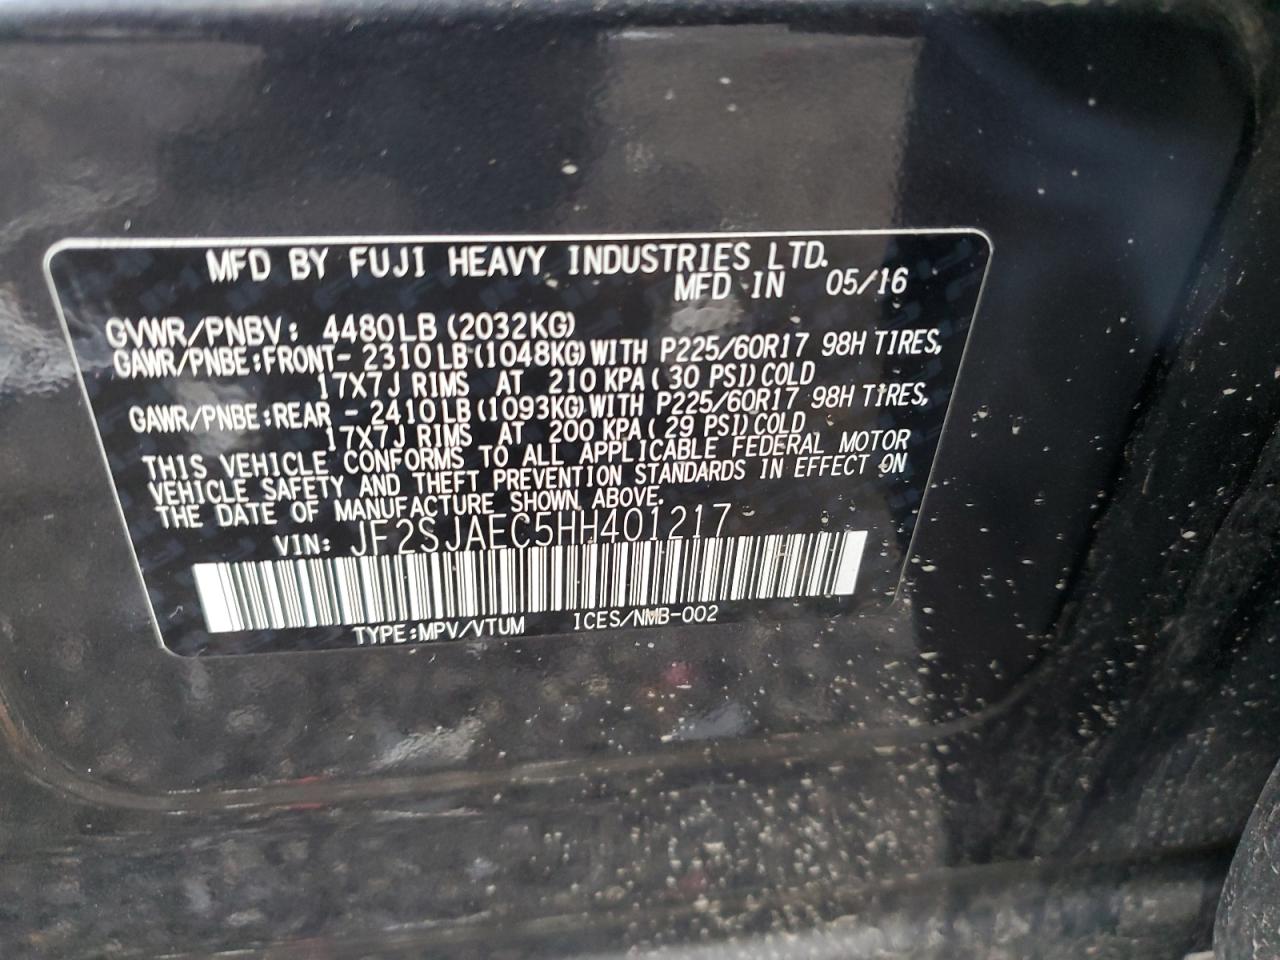 MFD BY FUJI HEAVY INDUSTRIES LTD.
MFD IN 05/16
GVWR/PNBV: 4480LB (2032KG)
GAWR/PNBE:FRONT- 2310LB (1048KG) WITH P225/60R17 98H TIRES,
17X7J RIMS AT 210 KPA ( 30 PSI) COLD
GAWR/PNBE:REAR - 2410LB (1093KG) WITH P225/60R17 98H TIRES,
17X7J RIMS AT 200 KPA ( 29 PSI) COLD
THIS VEHICLE CONFORMS TO ALL APPLICABLE FEDERAL MOTOR
VEHICLE SAFETY AND THEFT PREVENTION STANDARDS IN EFFECT ON
THE DATE OF MANUFACTURE SHOWN ABOVE.
VIN: JF2SJAEC5HH401217
TYPE:MPV/VTUM ICES/NMB-002